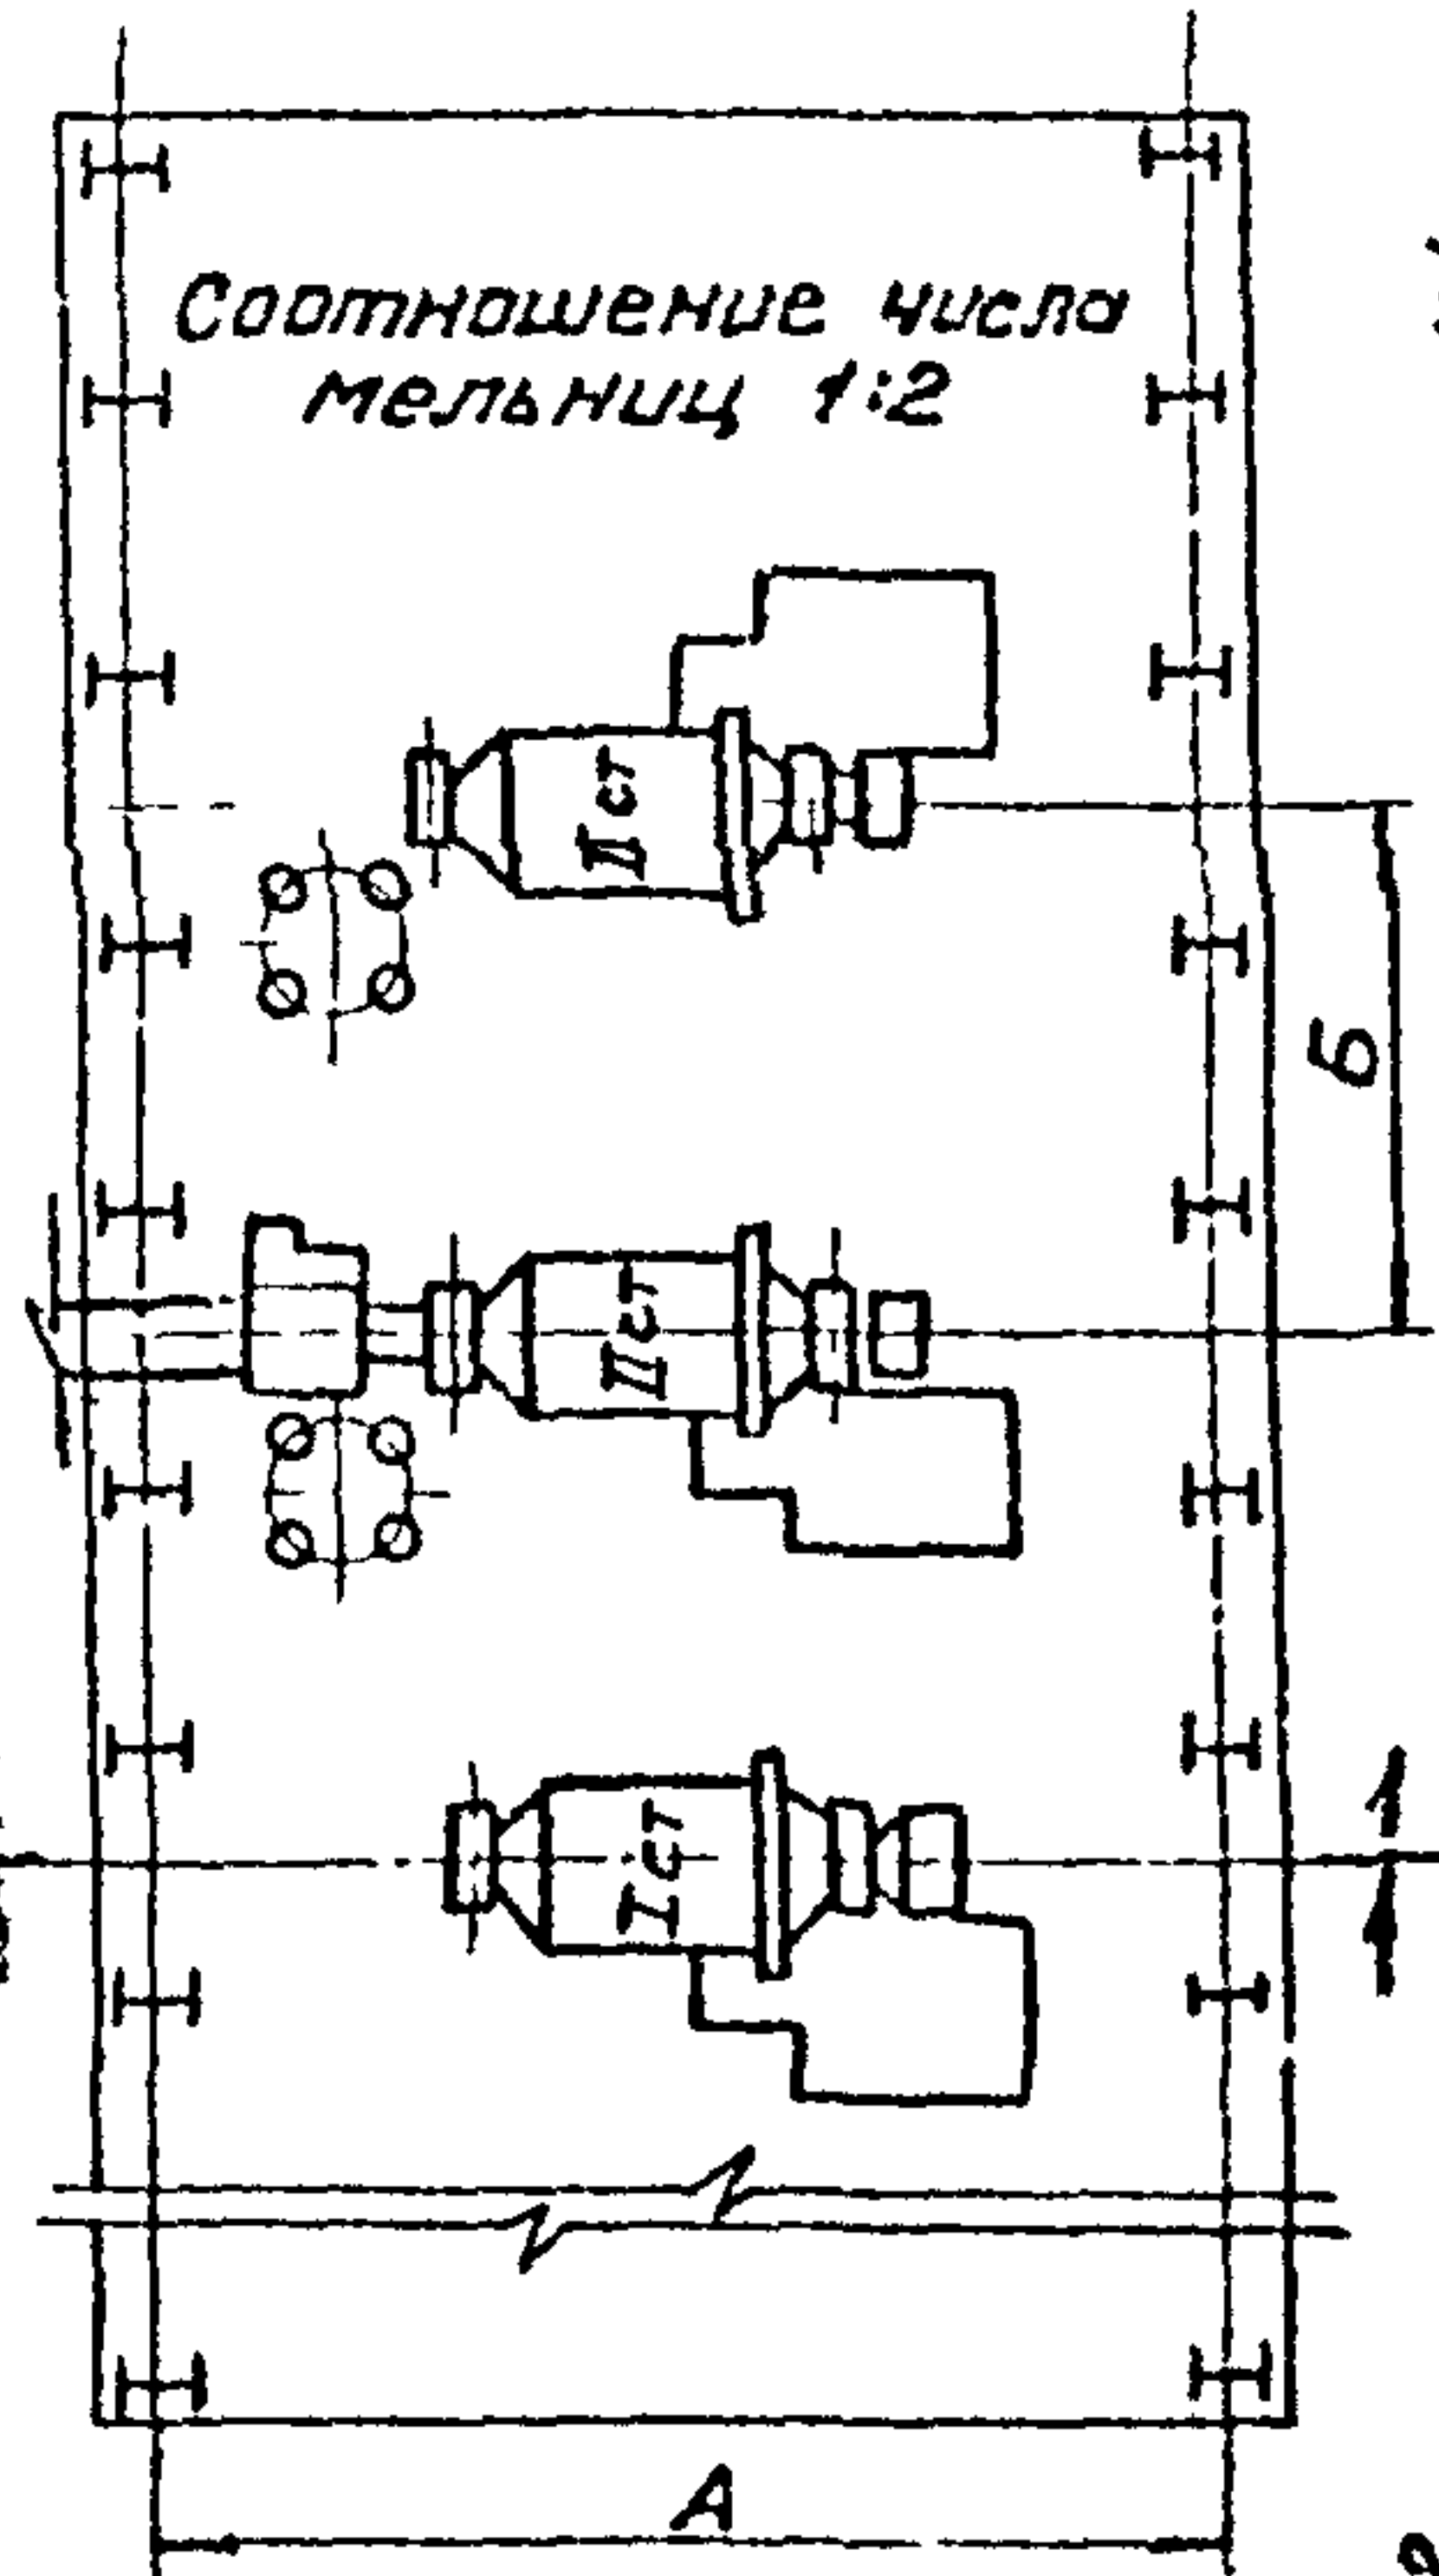 Соотношение числа
мельниц 1:2
II ст
Б
II ст
I ст
1
А